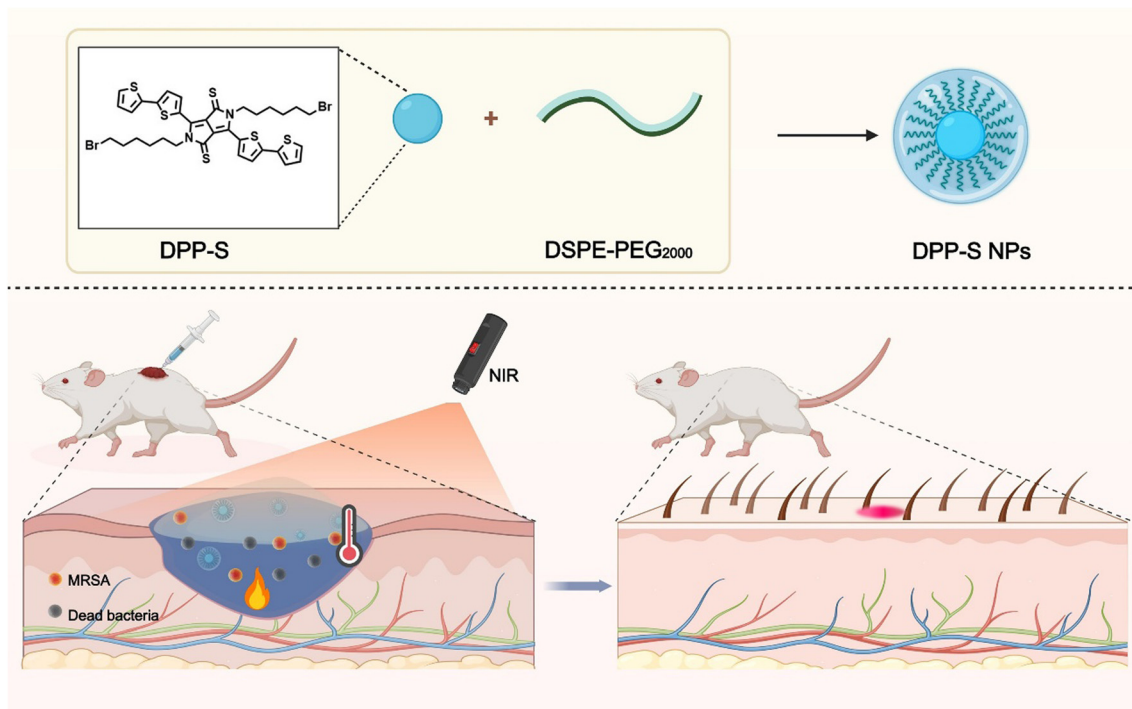 S
S
S
N
Br
Br
N
S
S
S
DPP-S
+
DSPE-PEG2000
DPP-S NPs
NIR
MRSA
Dead bacteria